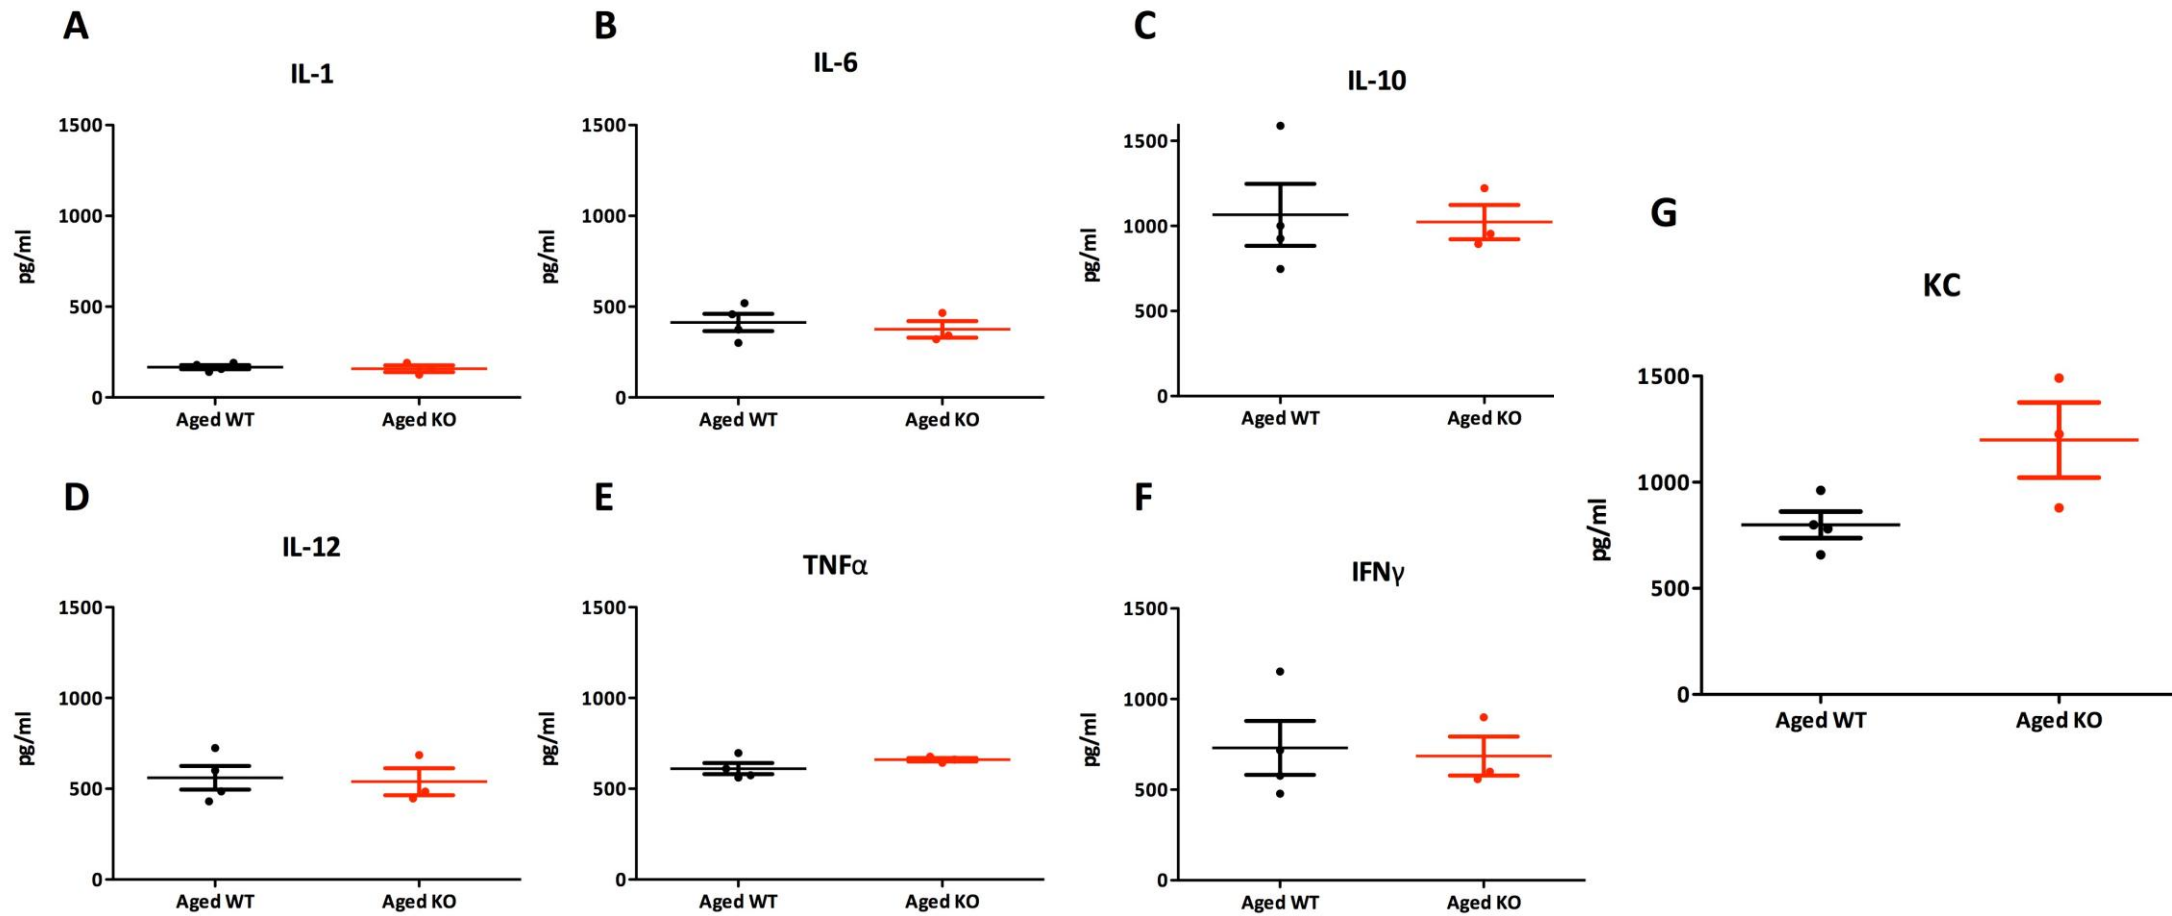 A
IL-1
1500
1000
500
0
pg/ml
Aged WT
Aged KO
B
IL-6
1500
1000
500
0
pg/ml
Aged WT
Aged KO
C
IL-10
1500
1000
500
0
pg/ml
Aged WT
Aged KO
D
IL-12
1500
1000
500
0
pg/ml
Aged WT
Aged KO
E
TNFα
1500
1000
500
0
pg/ml
Aged WT
Aged KO
F
IFNγ
1500
1000
500
0
pg/ml
Aged WT
Aged KO
G
KC
1500
1000
500
0
pg/ml
Aged WT
Aged KO